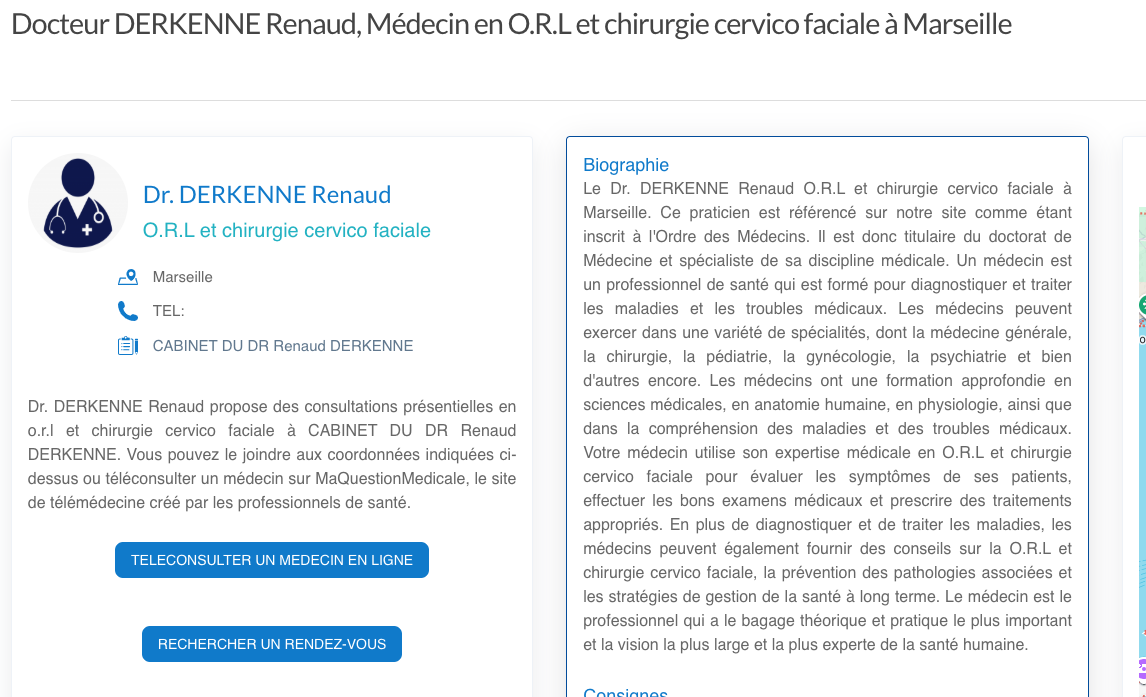 Docteur DERKENNE Renaud, Médecin en O.R.L et chirurgie cervico faciale à Marseille
Dr. DERKENNE Renaud
O.R.L et chirurgie cervico faciale
Marseille
TEL:
CABINET DU DR Renaud DERKENNE
Dr. DERKENNE Renaud propose des consultations présentielles en
o.r.l et chirurgie cervico faciale à CABINET DU DR Renaud
DERKENNE. Vous pouvez le joindre aux coordonnées indiquées ci-
dessus ou téléconsulter un médecin sur MaQuestionMedicale, le site
de télémédecine créé par les professionnels de santé.
TELECONSULTER UN MEDECIN EN LIGNE
RECHERCHER UN RENDEZ-VOUS
Biographie
Le Dr. DERKENNE Renaud O.R.L et chirurgie cervico faciale à
Marseille. Ce praticien est référencé sur notre site comme étant
inscrit à l'Ordre des Médecins. Il est donc titulaire du doctorat de
Médecine et spécialiste de sa discipline médicale. Un médecin est
un professionnel de santé qui est formé pour diagnostiquer et traiter
les maladies et les troubles médicaux. Les médecins peuvent
exercer dans une variété de spécialités, dont la médecine générale,
la chirurgie, la pédiatrie, la gynécologie, la psychiatrie et bien
d'autres encore. Les médecins ont une formation approfondie en
sciences médicales, en anatomie humaine, en physiologie, ainsi que
dans la compréhension des maladies et des troubles médicaux.
Votre médecin utilise son expertise médicale en O.R.L et chirurgie
cervico faciale pour évaluer les symptômes de ses patients,
effectuer les bons examens médicaux et prescrire des traitements
appropriés. En plus de diagnostiquer et de traiter les maladies, les
médecins peuvent également fournir des conseils sur la O.R.L et
chirurgie cervico faciale, la prévention des pathologies associées et
les stratégies de gestion de la santé à long terme. Le médecin est le
professionnel qui a le bagage théorique et pratique le plus important
et la vision la plus large et la plus experte de la santé humaine.
Consignes